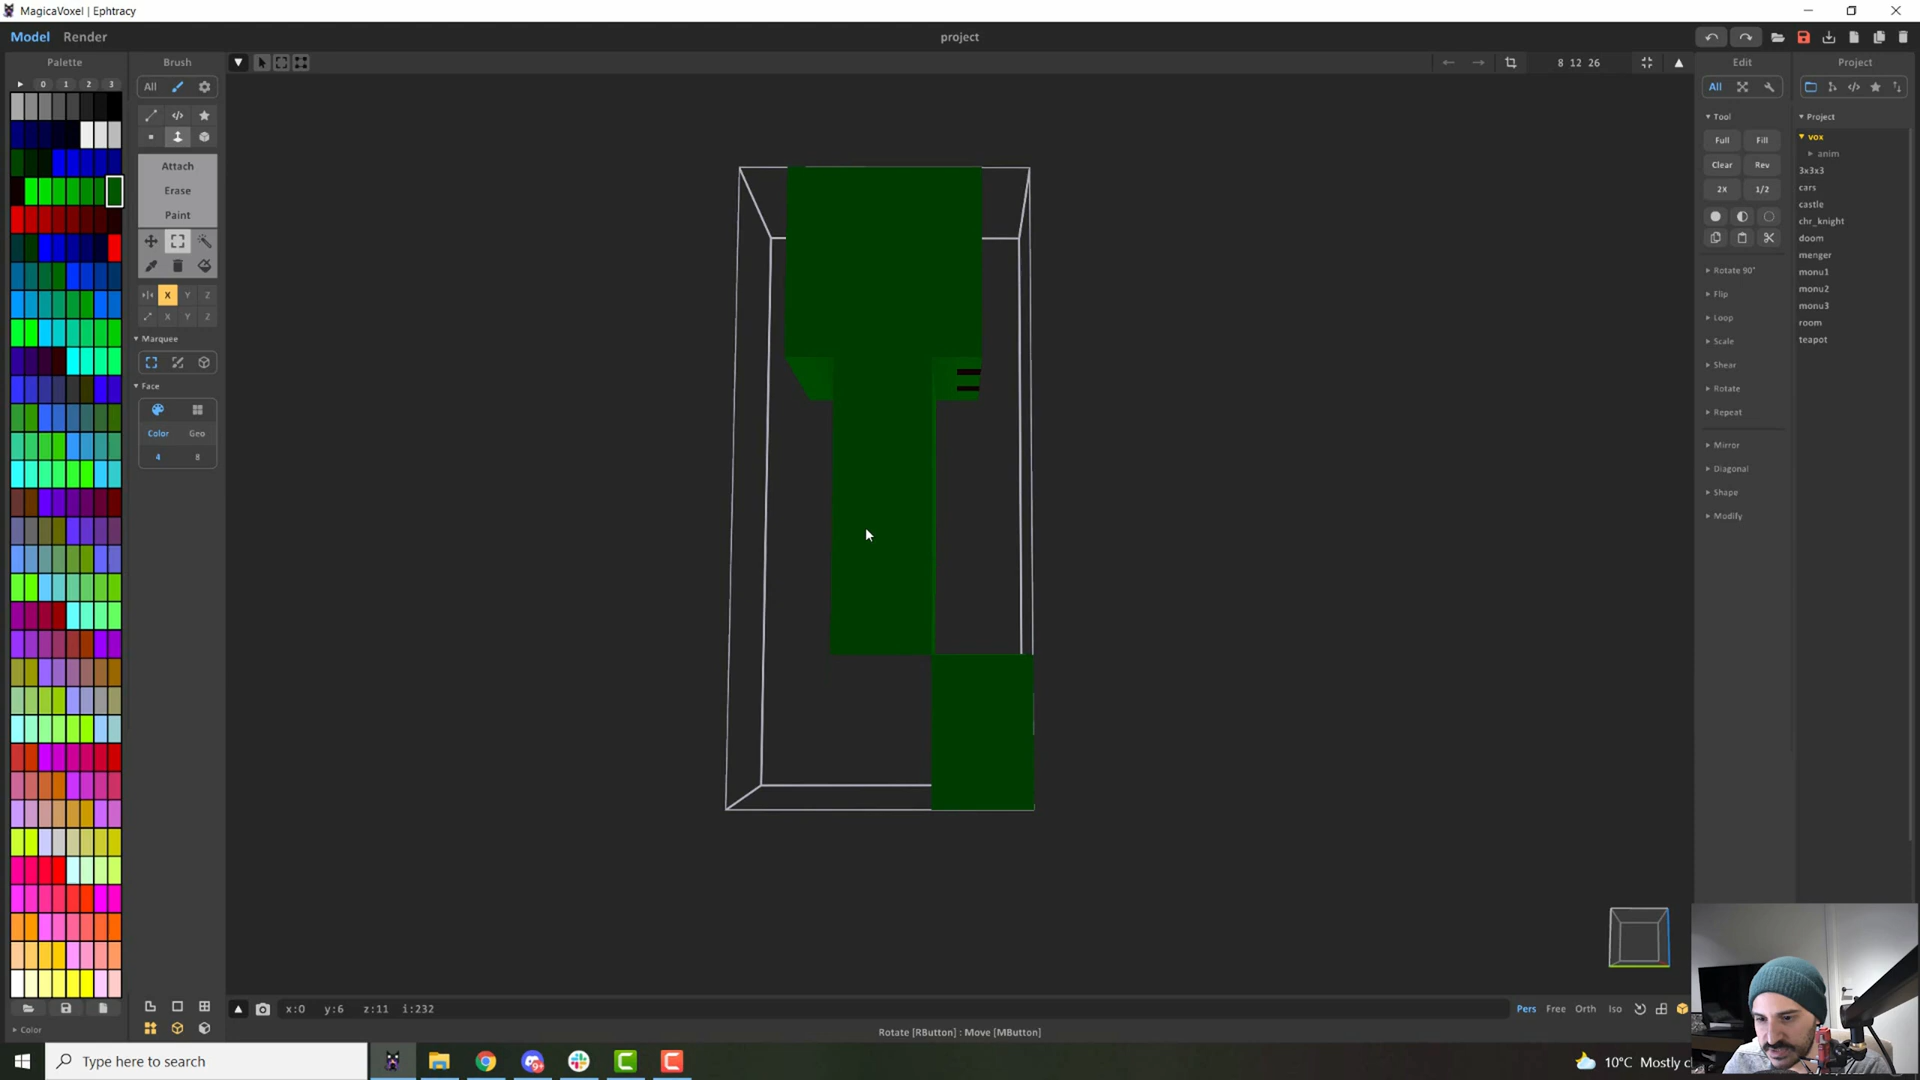 MagicaVoxel | Ephtracy
Model Render
project
Palette
Brush
8 12 26
Edit
Project
0 1 2 3
All
All
Tool
Project
Attach
Full Fill
vox
anim
Clear Rev
3x3x3
Erase
2X 1/2
cars
castle
Paint
chr_knight
doom
menger
Rotate 90°
monu1
X Y Z
Flip
monu2
monu3
X Y Z
Loop
room
Marquee
Scale
teapot
Shear
Face
Rotate
Repeat
Color Geo
Mirror
4 8
Diagonal
Shape
Modify
x:0 y:6 z:11 i:232
Pers Free Orth Iso
Color
Rotate [RButton] : Move [MButton]
Type here to search
9+
10°C Mostly